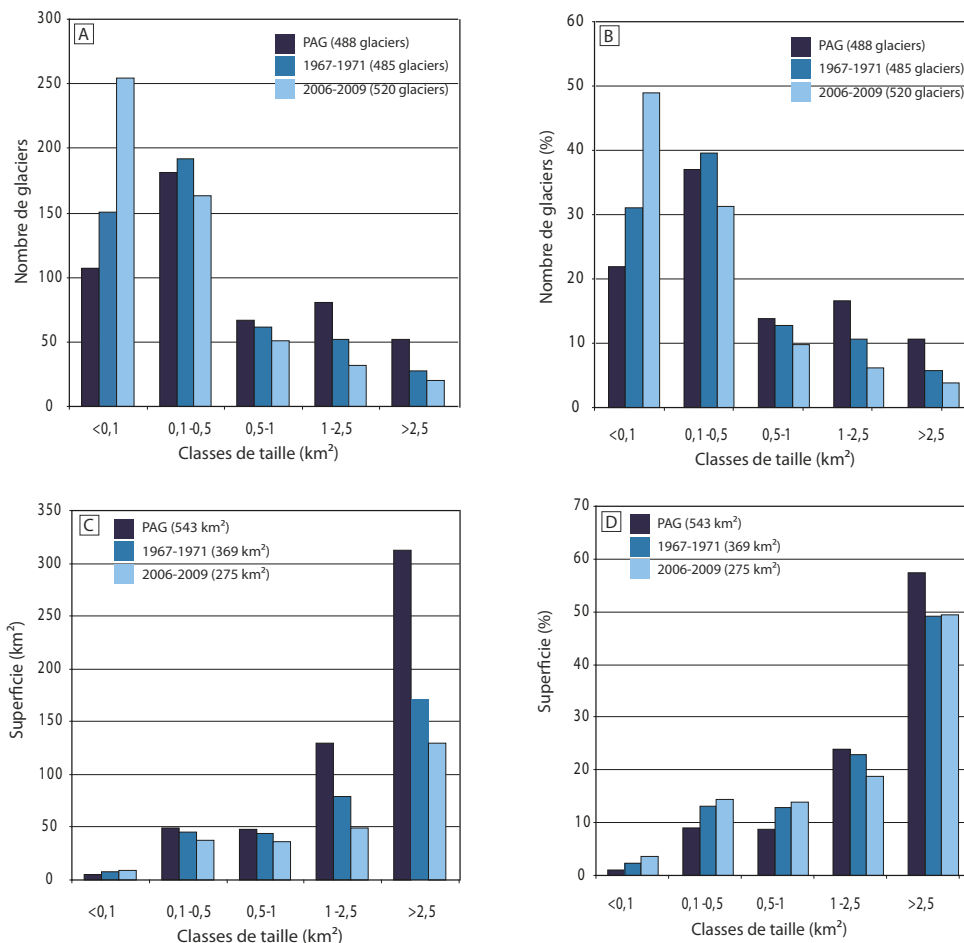 A
PAG (488 glaciers)
1967-1971 (485 glaciers)
2006-2009 (520 glaciers)
Nombre de glaciers
300
250
200
150
100
50
0
<0,1
0,1-0,5
0,5-1
1-2,5
>2,5
Classes de taille (km²)
B
PAG (488 glaciers)
1967-1971 (485 glaciers)
2006-2009 (520 glaciers)
Nombre de glaciers (%)
60
50
40
30
20
10
0
<0,1
0,1-0,5
0,5-1
1-2,5
>2,5
Classes de taille (km²)
C
PAG (543 km²)
1967-1971 (369 km²)
2006-2009 (275 km²)
Superficie (km²)
350
300
250
200
150
100
50
0
<0,1
0,1-0,5
0,5-1
1-2,5
>2,5
Classes de taille (km²)
D
PAG (543 km²)
1967-1971 (369 km²)
2006-2009 (275 km²)
Superficie (%)
70
60
50
40
30
20
10
0
<0,1
0,1-0,5
0,5-1
1-2,5
>2,5
Classes de taille (km²)